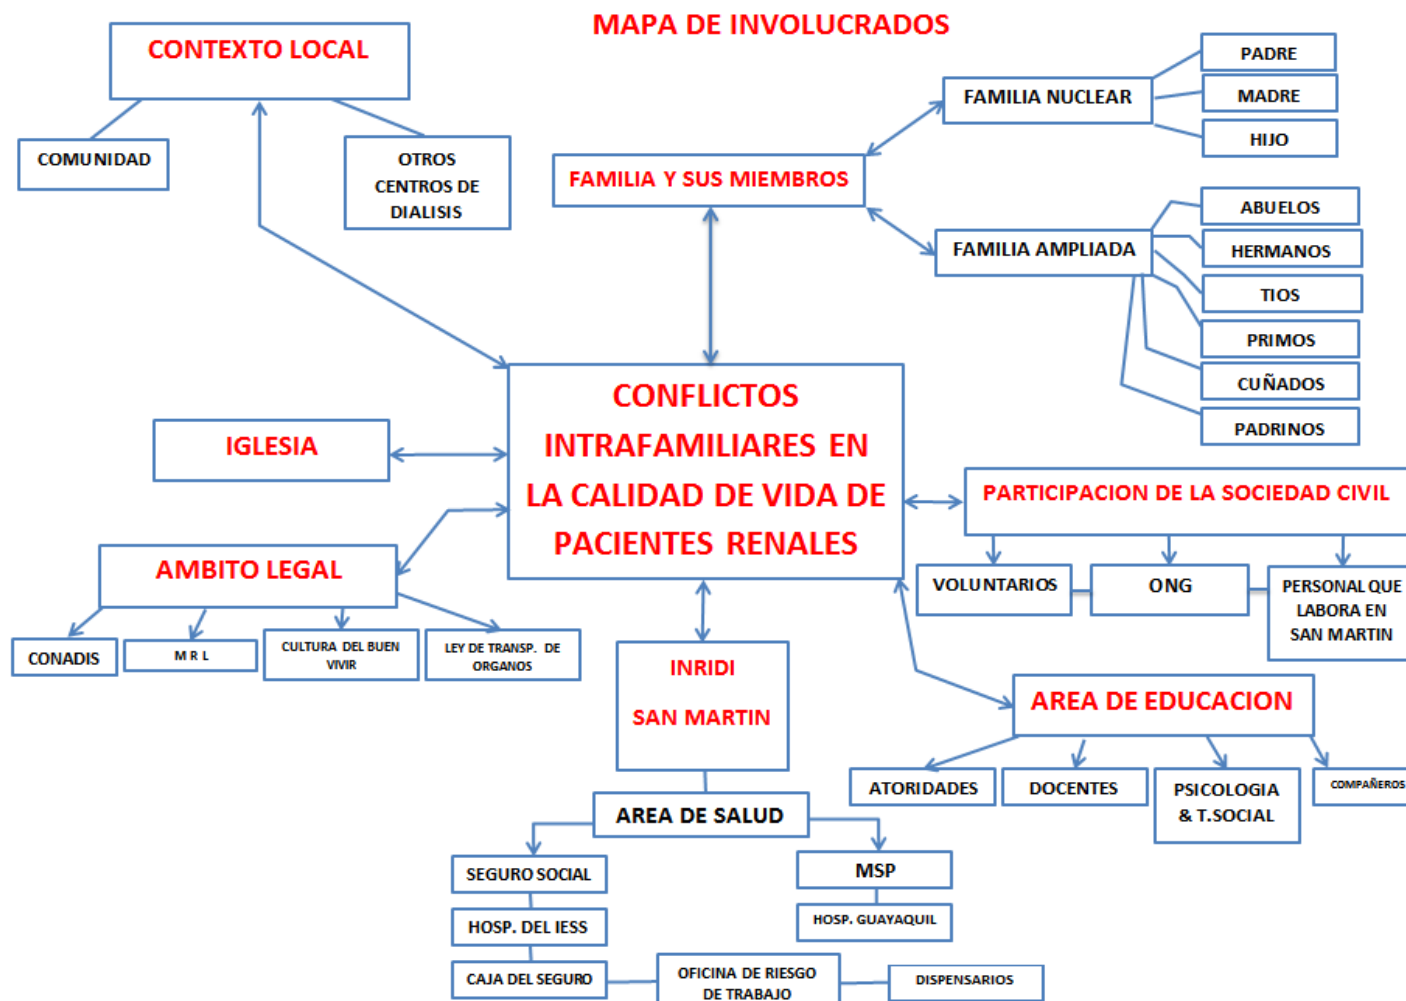 MAPA DE INVOLUCRADOS
CONTEXTO LOCAL
COMUNIDAD
OTROS
CENTROS DE
DIALISIS
FAMILIA Y SUS MIEMBROS
FAMILIA NUCLEAR
PADRE
MADRE
HIJO
FAMILIA AMPLIADA
ABUELOS
HERMANOS
TIOS
PRIMOS
CUÑADOS
PADRINOS
CONFLICTOS
INTRAFAMILIARES EN
LA CALIDAD DE VIDA DE
PACIENTES RENALES
IGLESIA
AMBITO LEGAL
CONADIS
M R L
CULTURA DEL BUEN
VIVIR
LEY DE TRANSP. DE
ORGANOS
PARTICIPACION DE LA SOCIEDAD CIVIL
VOLUNTARIOS
ONG
PERSONAL QUE
LABORA EN
SAN MARTIN
AREA DE EDUCACION
ATORIDADES
DOCENTES
PSICOLOGIA
& T.SOCIAL
COMPAÑEROS
INRIDI
SAN MARTIN
AREA DE SALUD
SEGURO SOCIAL
HOSP. DEL IESS
CAJA DEL SEGURO
OFICINA DE RIESGO
DE TRABAJO
DISPENSARIOS
MSP
HOSP. GUAYAQUIL